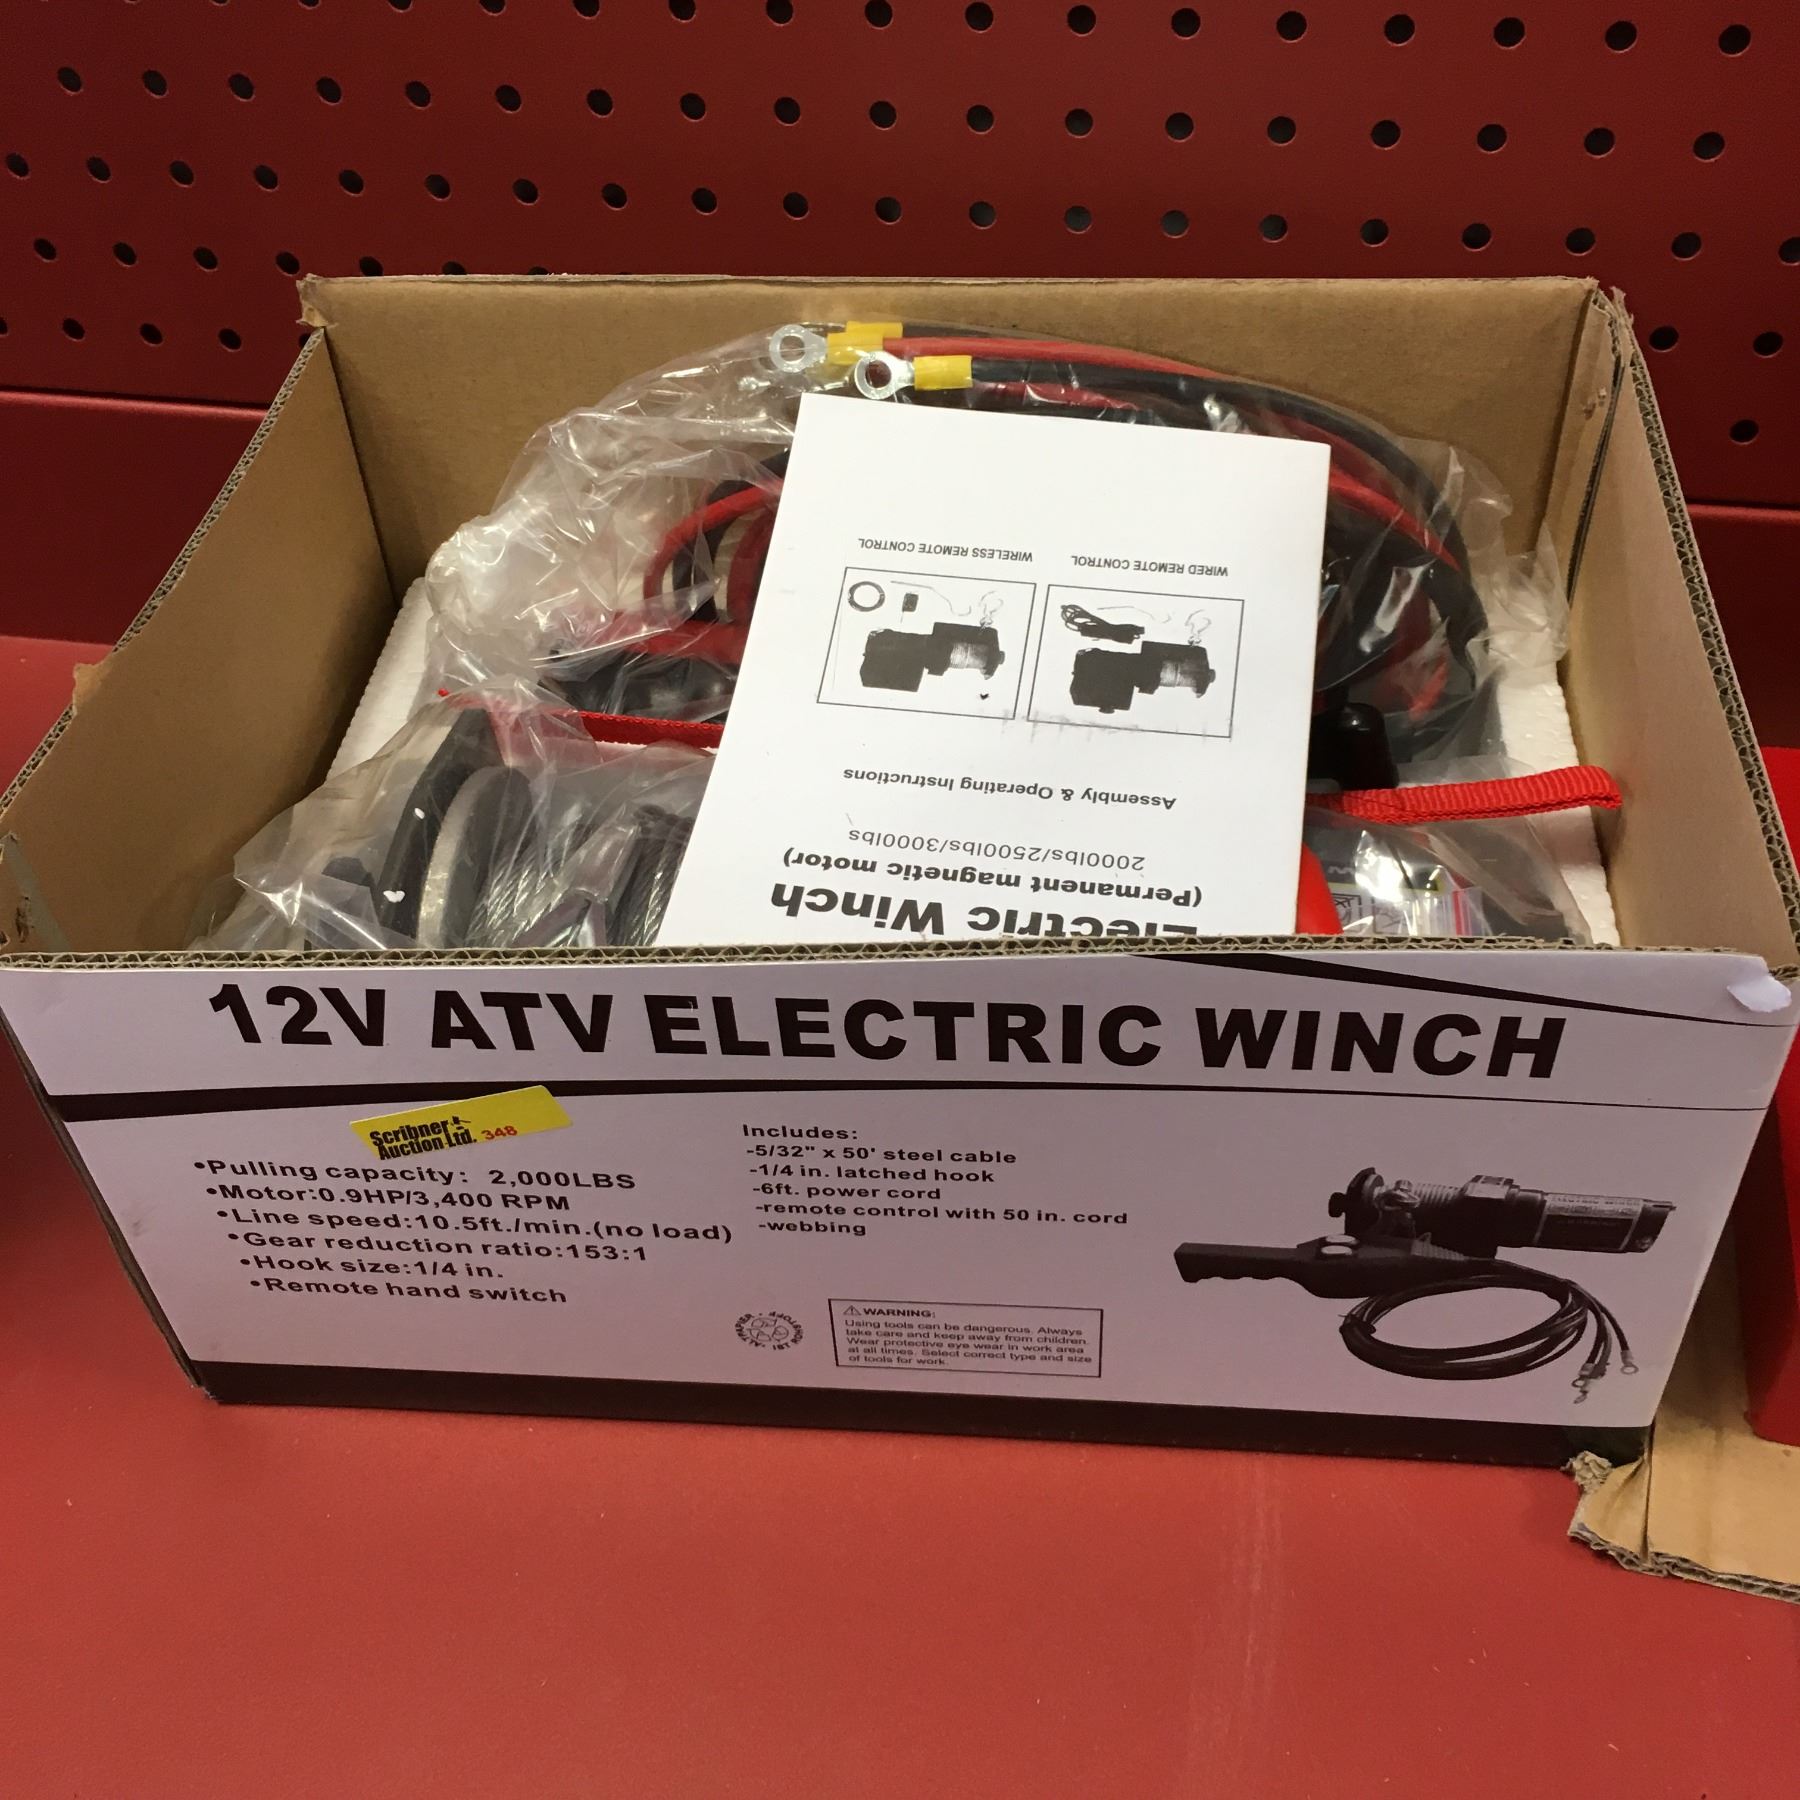 WIRED REMOTE CONTROL
WIRELESS REMOTE CONTROL
Assembly & Operating Instructions
2000lbs/2500lbs/3000lbs
(Permanent magnetic motor)
Electric Winch
12V ATV ELECTRIC WINCH
Scribner
Auction Ltd. 348
•Pulling capacity: 2,000LBS
•Motor:0.9HP/3,400 RPM
•Line speed:10.5ft./min.(no load)
•Gear reduction ratio:153:1
•Hook size:1/4 in.
•Remote hand switch
Includes:
-5/32" x 50' steel cable
-1/4 in. latched hook
-6ft. power cord
-remote control with 50 in. cord
-webbing
WARNING:
Using tools can be dangerous. Always
take care and keep away from children.
Wear protective eye wear in work area
at all times. Select correct type and size
of tools for work.
ELECTRIC WINCH